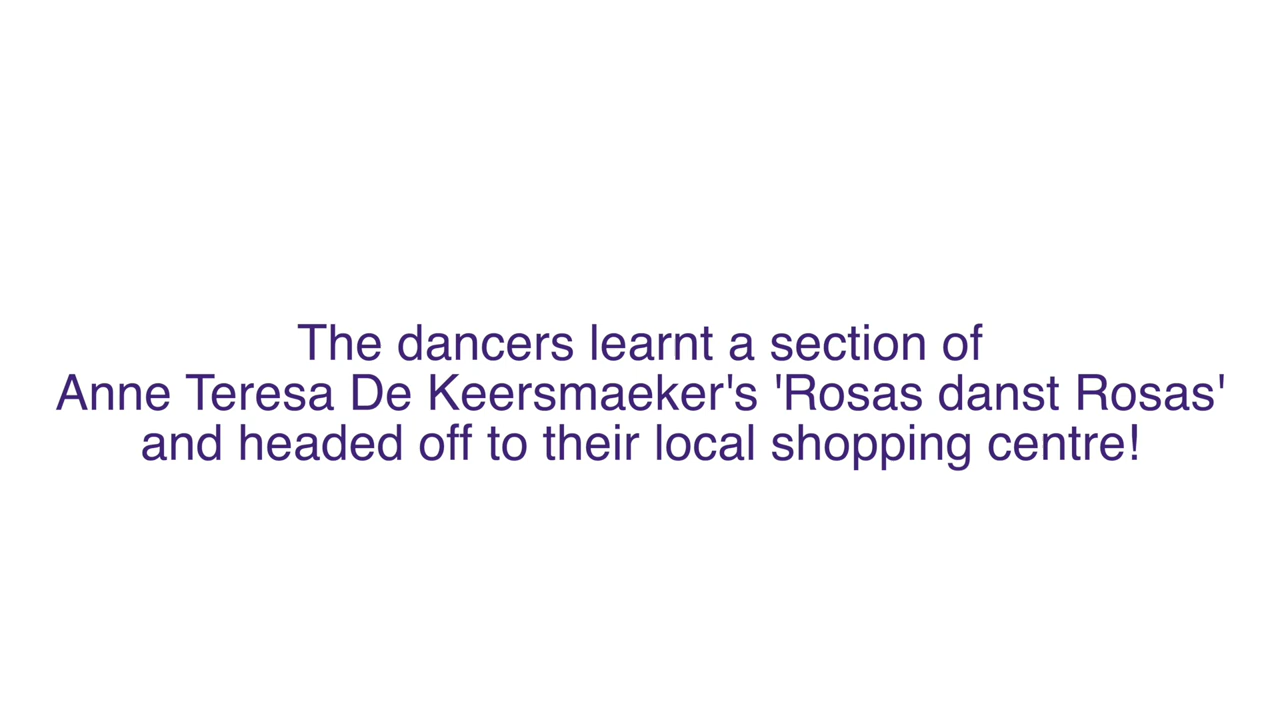 The dancers learnt a section of
Anne Teresa De Keersmaeker's 'Rosas danst Rosas'
and headed off to their local shopping centre!